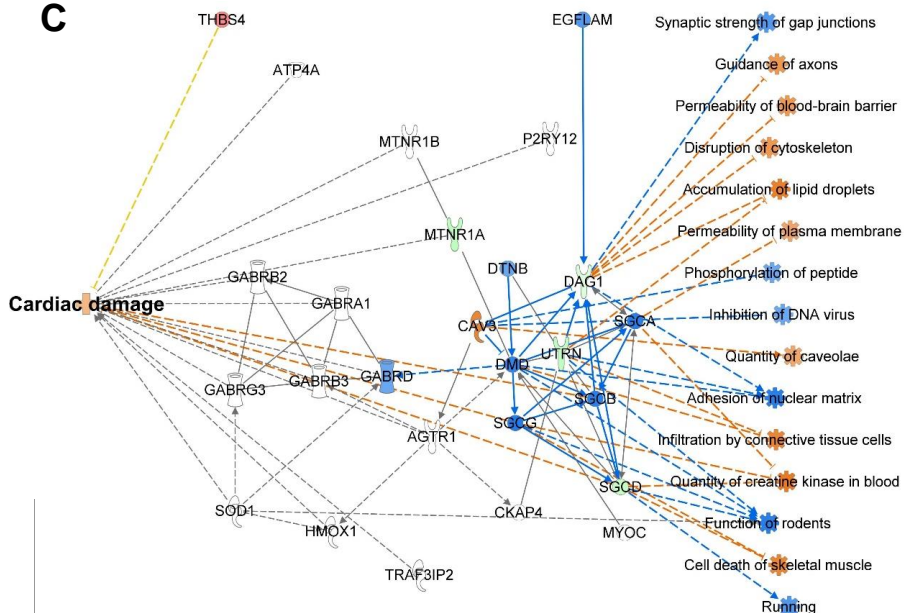 C
THBS4
EGFLAM
Synaptic strength of gap junctions
ATP4A
Guidance of axons
Permeability of blood-brain barrier
MTNR1B
P2RY12
Disruption of cytoskeleton
Accumulation of lipid droplets
MTNR1A
Permeability of plasma membrane
GABRB2
DTNB
DAG1
Phosphorylation of peptide
Cardiac damage
GABRA1
CAV3
SGCA
Inhibition of DNA virus
UTRN
Quantity of caveolae
GABRG3
GABRB3
GABRD
DMD
SGCB
Adhesion of nuclear matrix
AGTR1
SGCG
Infiltration by connective tissue cells
SGCD
Quantity of creatine kinase in blood
SOD1
HMOX1
CKAP4
MYOC
Function of rodents
TRAF3IP2
Cell death of skeletal muscle
Running